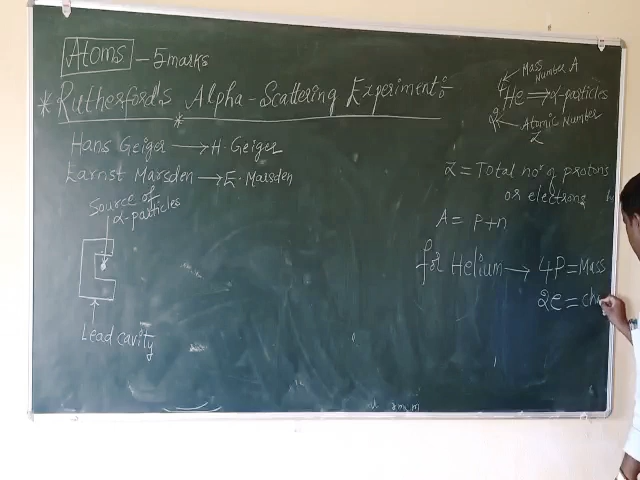 Atoms - 5 marks
* Rutherford's Alpha-Scattering Experiment:-
*
Hans Geiger → H. Geiger
Earnst Marsden → E. Marsden
Source of
α-particles
Lead cavity
Mass
Number A
He ⇒ α-particles
Atomic Number
Z
Z = Total no. of protons
or electrons
A = p+n
for Helium → 4P = Mass
2e = cha